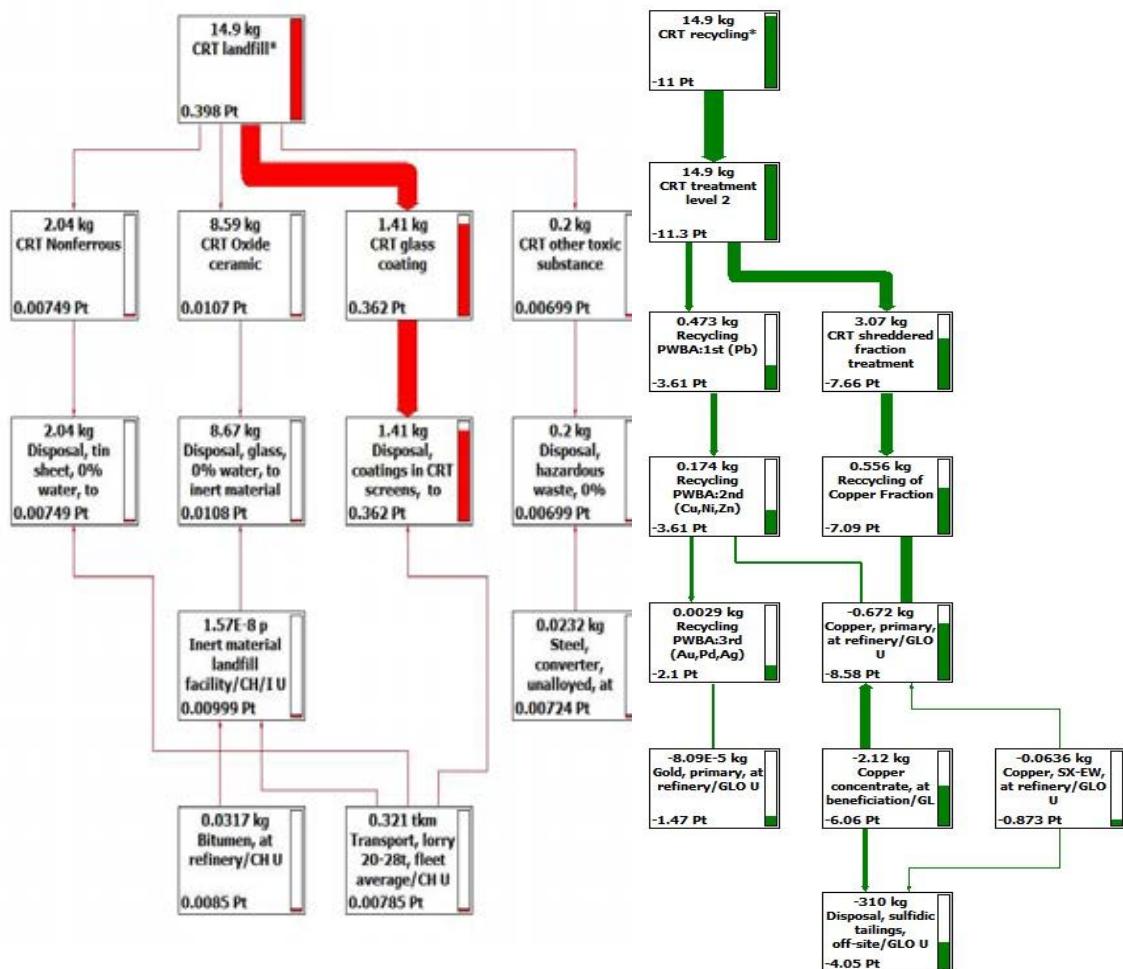 14.9 kg
CRT landfill*
0.398 Pt
2.04 kg
CRT Nonferrous
0.00749 Pt
8.59 kg
CRT Oxide
ceramic
0.0107 Pt
1.41 kg
CRT glass
coating
0.362 Pt
0.2 kg
CRT other toxic
substance
0.00699 Pt
2.04 kg
Disposal, tin
sheet, 0%
water, to
0.00749 Pt
8.67 kg
Disposal, glass,
0% water, to
inert material
0.0108 Pt
1.41 kg
Disposal,
coatings in CRT
screens, to
0.362 Pt
0.2 kg
Disposal,
hazardous
waste, 0%
0.00699 Pt
1.57E-8 p
Inert material
landfill
facility/CH/I U
0.00999 Pt
0.0232 kg
Steel,
converter,
unalloyed, at
0.00724 Pt
0.0317 kg
Bitumen, at
refinery/CH U
0.0085 Pt
0.321 tkm
Transport, lorry
20-28t, fleet
average/CH U
0.00785 Pt
14.9 kg
CRT recycling*
-11 Pt
14.9 kg
CRT treatment
level 2
-11.3 Pt
0.473 kg
Recycling
PWBA:1st (Pb)
-3.61 Pt
3.07 kg
CRT shreddered
fraction
treatment
-7.66 Pt
0.174 kg
Recycling
PWBA:2nd
(Cu,Ni,Zn)
-3.61 Pt
0.556 kg
Reccycling of
Copper Fraction
-7.09 Pt
0.0029 kg
Recycling
PWBA:3rd
(Au,Pd,Ag)
-2.1 Pt
-0.672 kg
Copper, primary,
at refinery/GLO
U
-8.58 Pt
-8.09E-5 kg
Gold, primary, at
refinery/GLO U
-1.47 Pt
-2.12 kg
Copper
concentrate, at
beneficiation/GL
-6.06 Pt
-0.0636 kg
Copper, SX-EW,
at refinery/GLO
U
-0.873 Pt
-310 kg
Disposal, sulfidic
tailings,
off-site/GLO U
-4.05 Pt